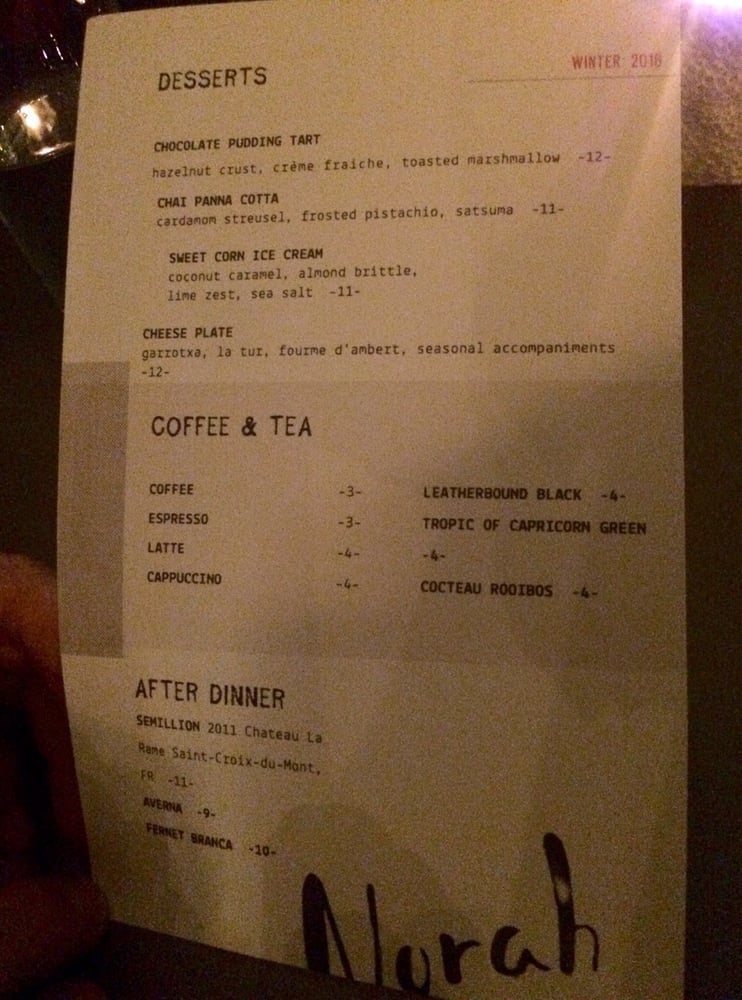 WINTER 2016
DESSERTS
CHOCOLATE PUDDING TART
hazelnut crust, crème fraiche, toasted marshmallow -12-
CHAI PANNA COTTA
cardamom streusel, frosted pistachio, satsuma -11-
SWEET CORN ICE CREAM
coconut caramel, almond brittle,
lime zest, sea salt -11-
CHEESE PLATE
garrotxa, la tur, fourme d'ambert, seasonal accompaniments
-12-
COFFEE & TEA
COFFEE -3-
ESPRESSO -3-
LATTE -4-
CAPPUCCINO -4-
LEATHERBOUND BLACK -4-
TROPIC OF CAPRICORN GREEN
-4-
COCTEAU ROOIBOS -4-
AFTER DINNER
SEMILLION 2011 Chateau La
Rame Saint-Croix-du-Mont,
FR -11-
AVERNA -9-
FERNET BRANCA -10-
Norah